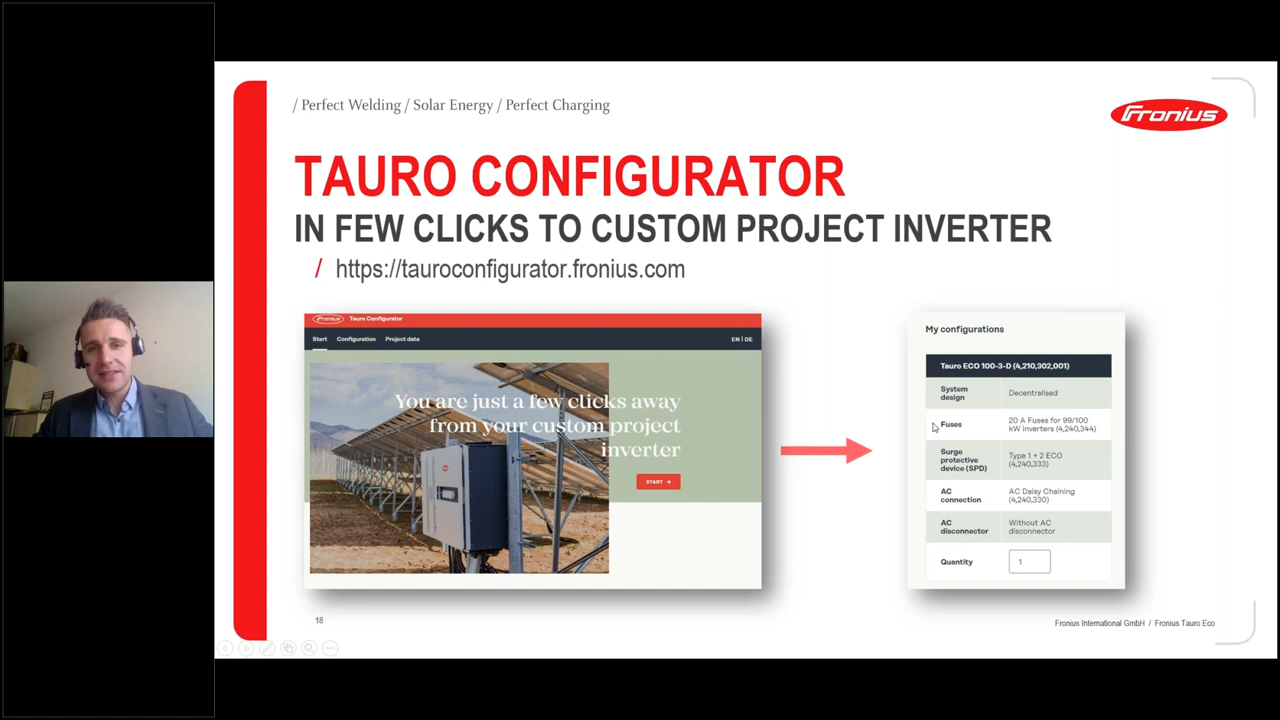 / Perfect Welding / Solar Energy / Perfect Charging
Fronius
TAURO CONFIGURATOR
IN FEW CLICKS TO CUSTOM PROJECT INVERTER
/ https://tauroconfigurator.fronius.com
Fronius Tauro Configurator
Start Configuration Project data EN | DE
You are just a few clicks away
from your custom project
inverter
START →
My configurations
Tauro ECO 100-3-D (4,210,302,001)
System
design
Decentralised
Fuses
20 A Fuses for 99/100
kW inverters (4,240,344)
Surge
protective
device (SPD)
Type 1 + 2 ECO
(4,240,333)
AC
connection
AC Daisy Chaining
(4,240,330)
AC
disconnector
Without AC
disconnector
Quantity
1
18
Fronius International GmbH / Fronius Tauro Eco